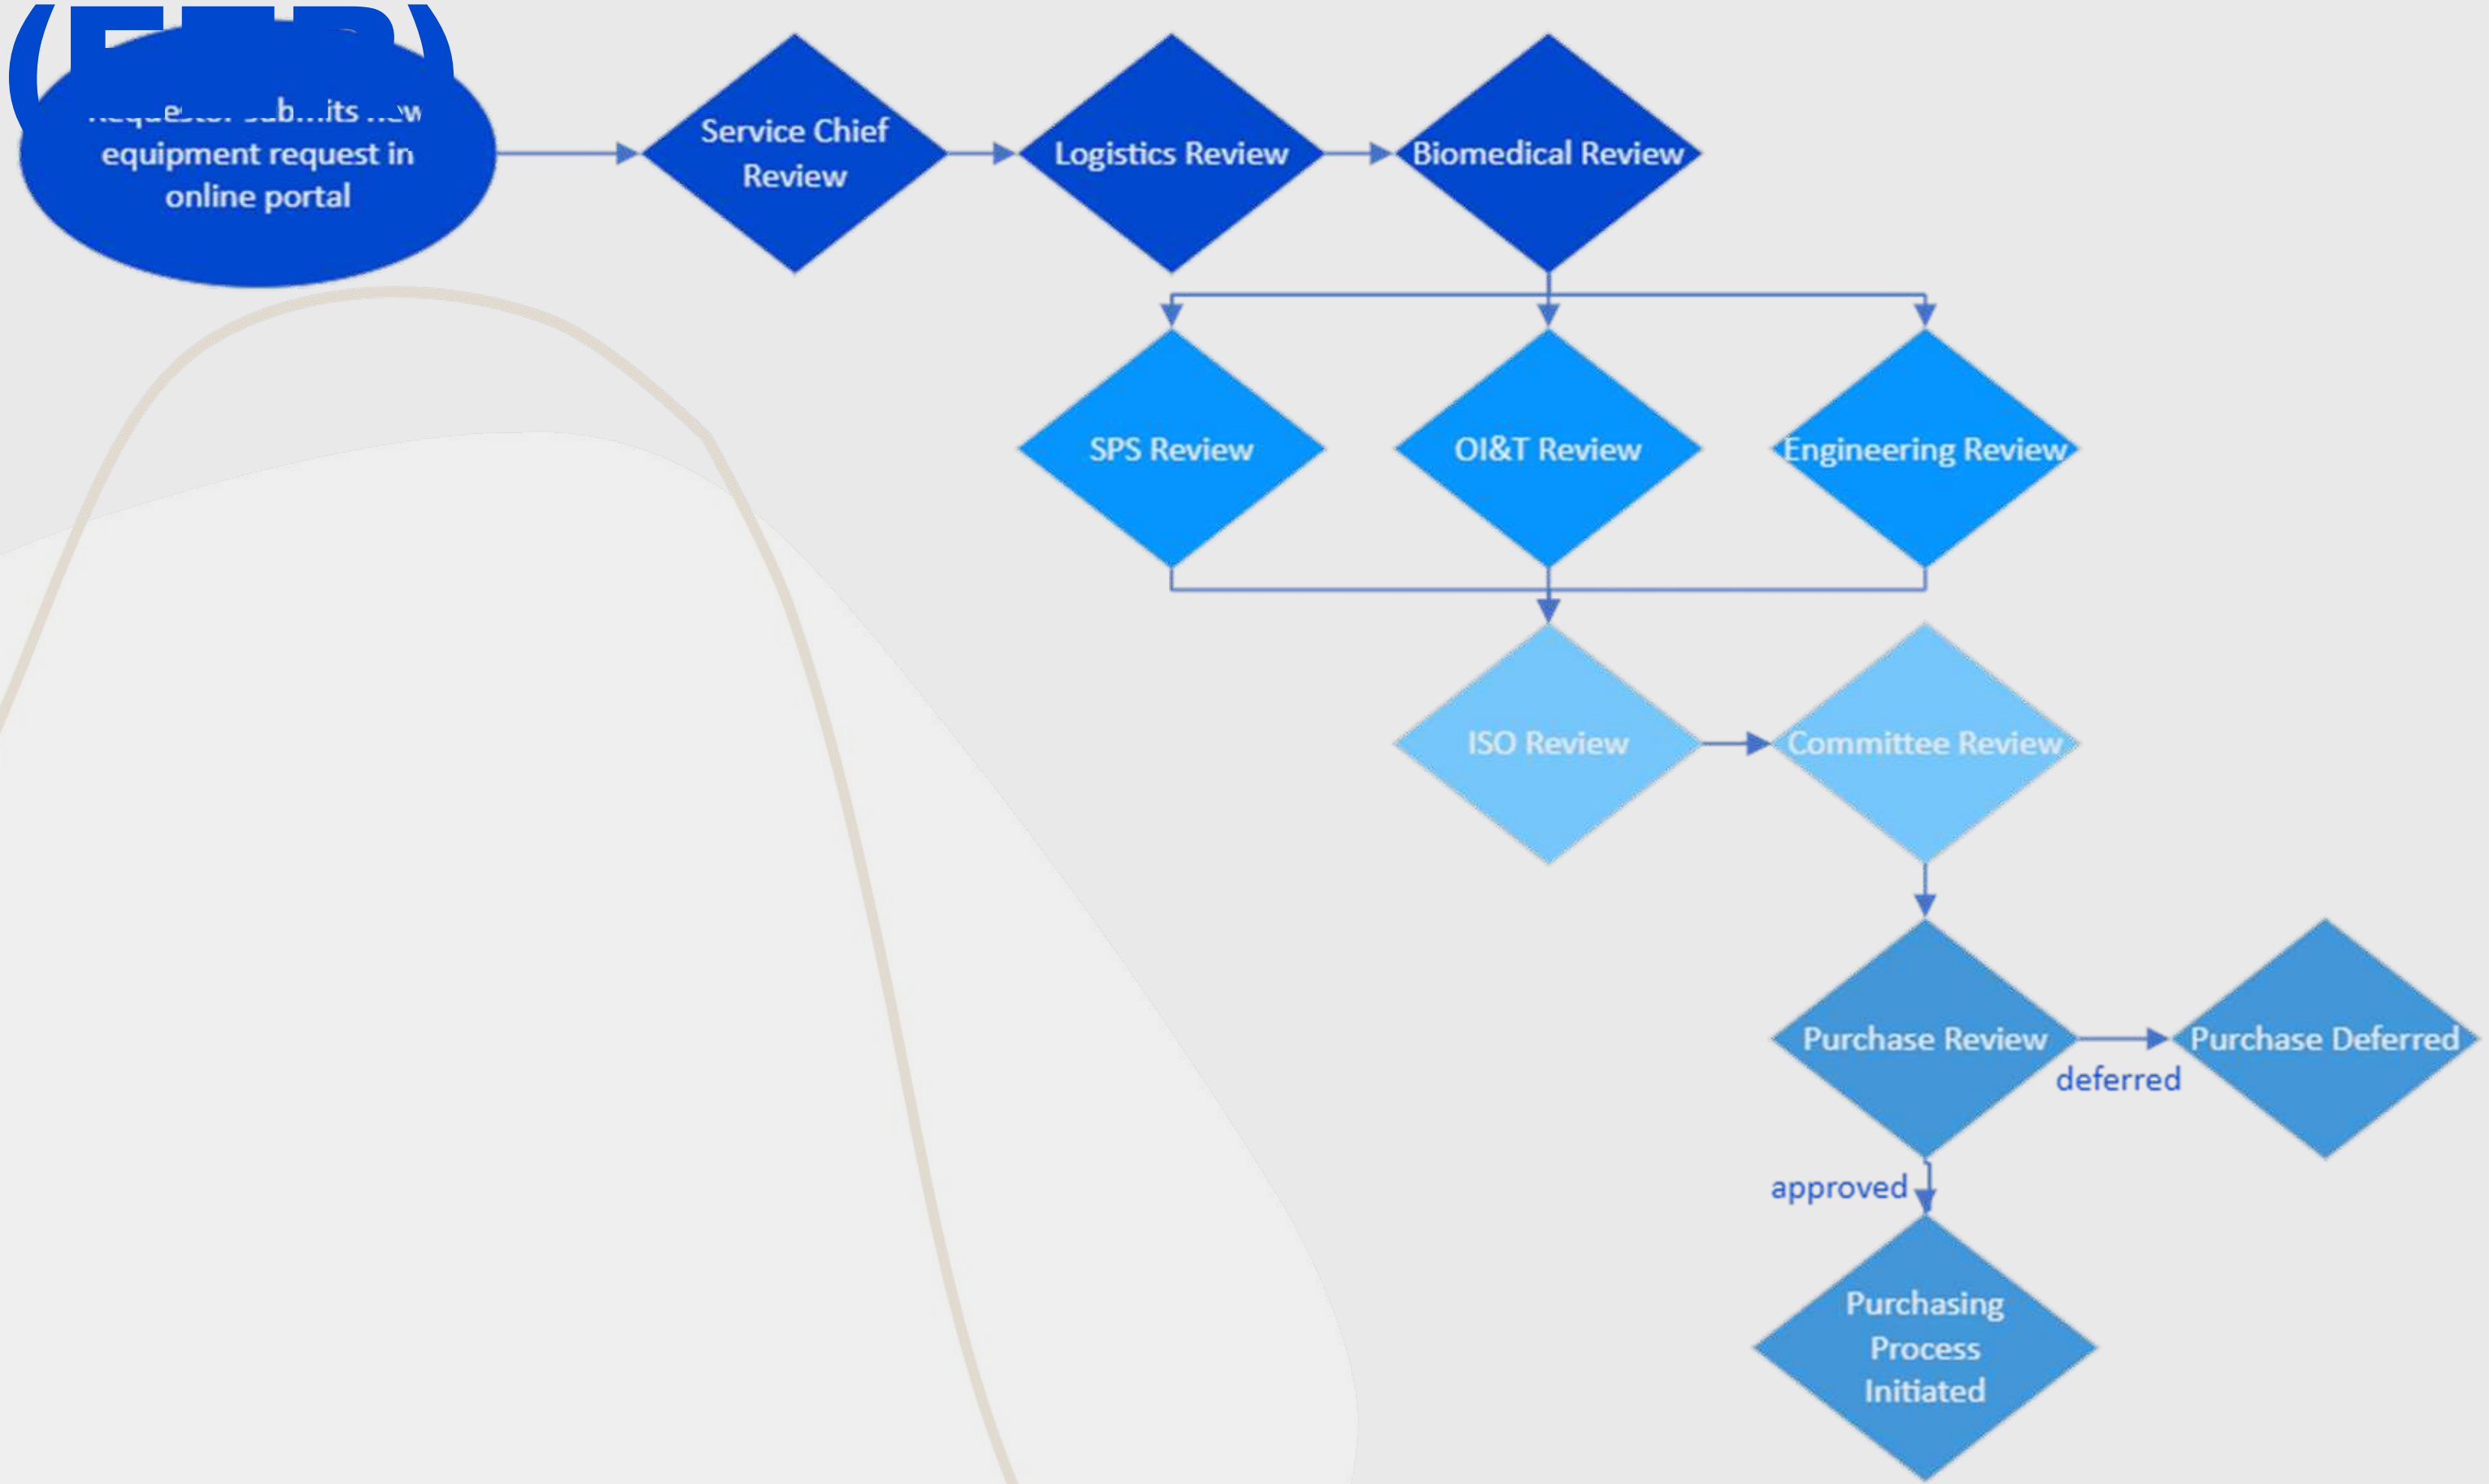 equipment request in
online portal
Service Chief
Review
Logistics Review
Biomedical Review
SPS Review
OI&T Review
Engineering Review
ISO Review
Committee Review
Purchase Review
Purchase Deferred
deferred
approved
Purchasing
Process
Initiated